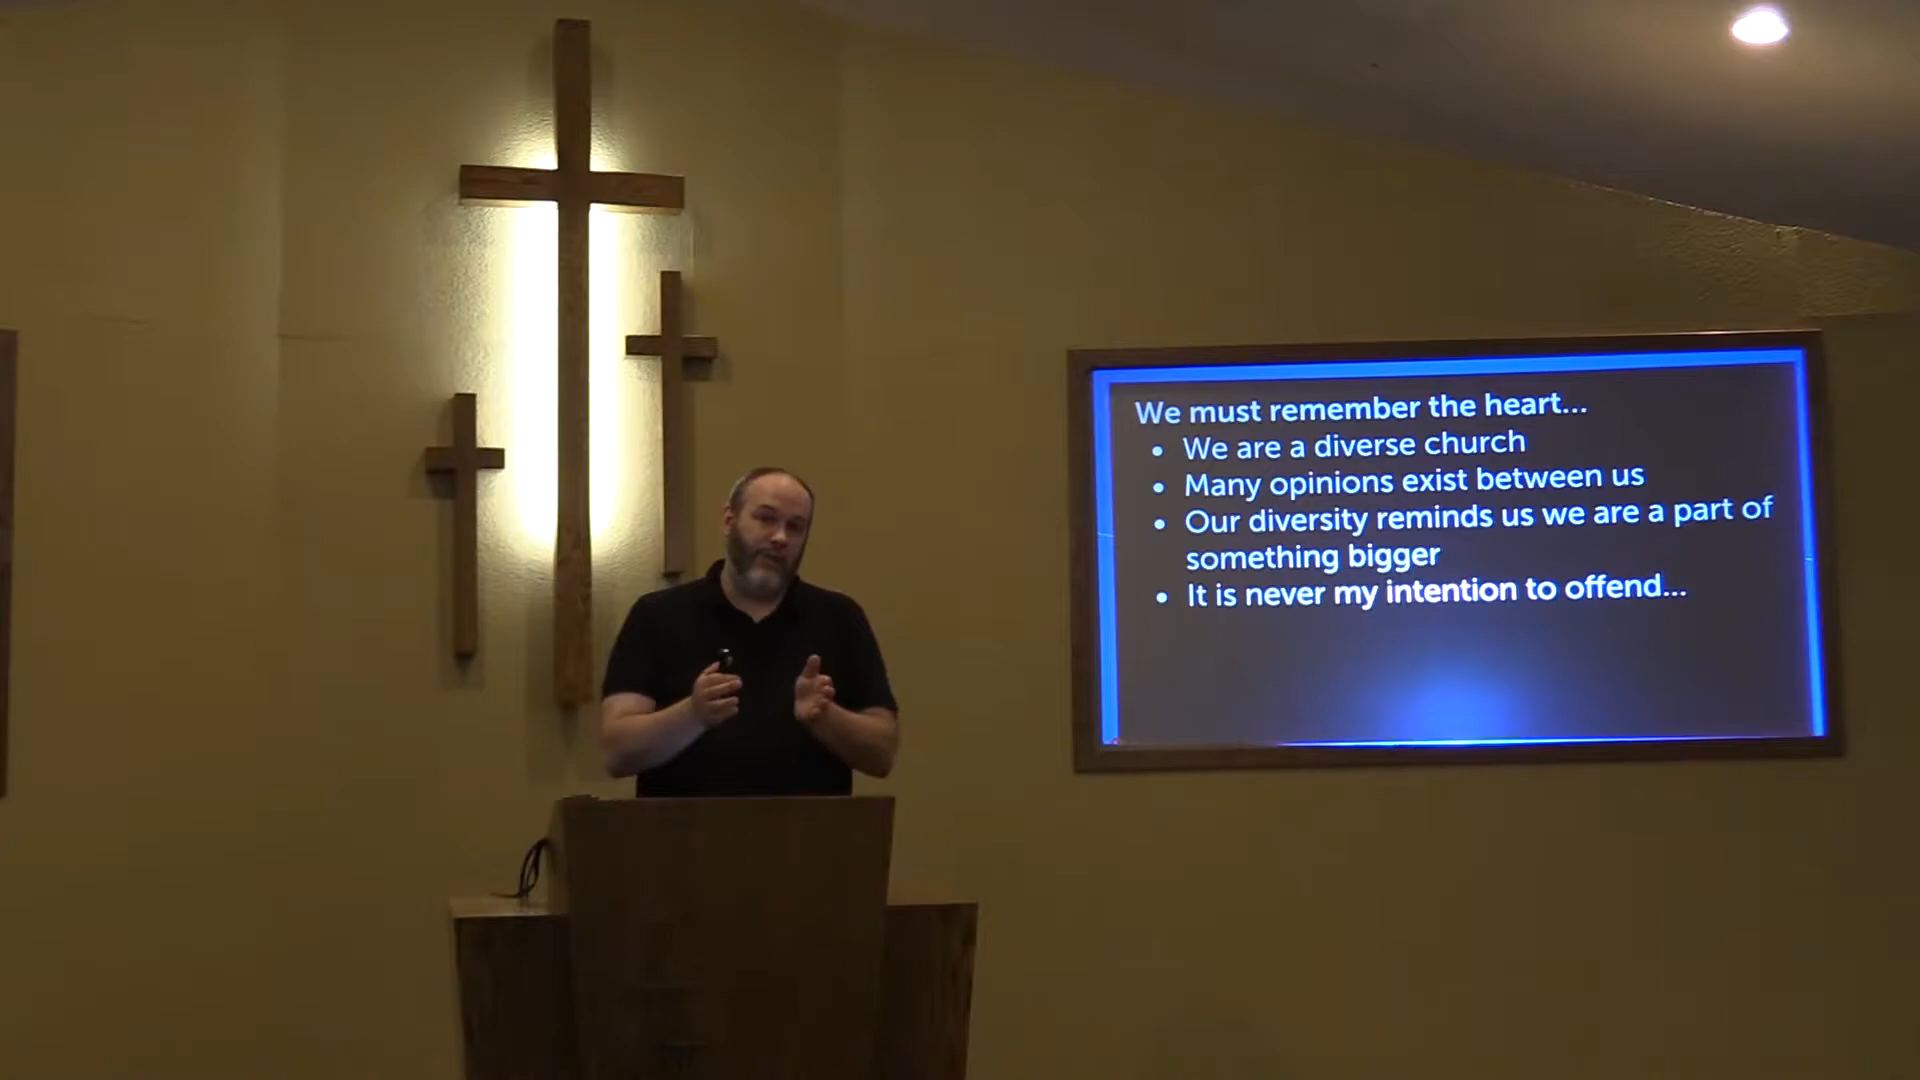 We must remember the heart...
• We are a diverse church
• Many opinions exist between us
• Our diversity reminds us we are a part of
something bigger
• It is never my intention to offend...